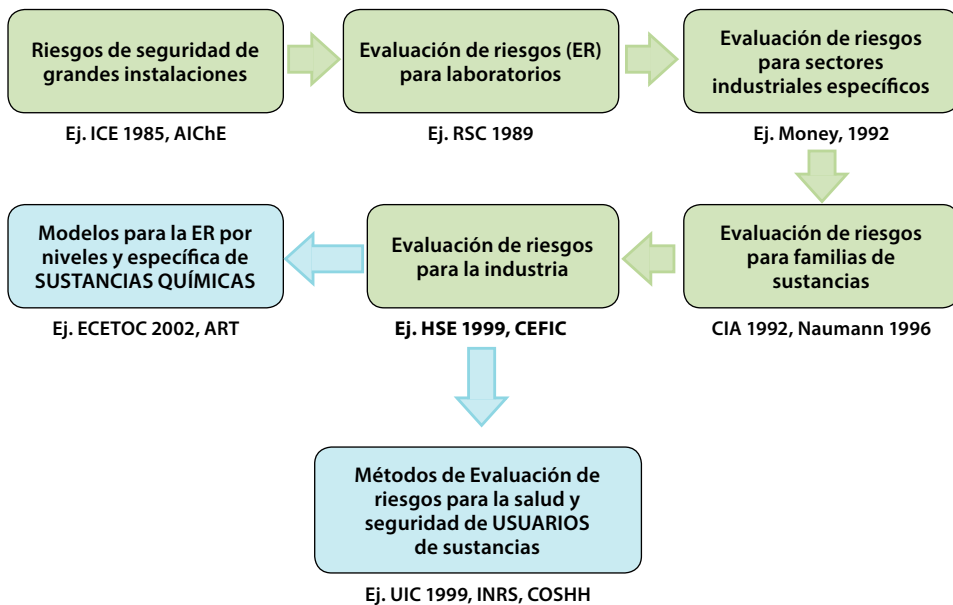 Riesgos de seguridad de
grandes instalaciones
Ej. ICE 1985, AIChE
Evaluación de riesgos (ER)
para laboratorios
Ej. RSC 1989
Evaluación de riesgos
para sectores
industriales específicos
Ej. Money, 1992
Evaluación de riesgos
para familias de
sustancias
CIA 1992, Naumann 1996
Evaluación de riesgos
para la industria
Ej. HSE 1999, CEFIC
Modelos para la ER por
niveles y específica de
SUSTANCIAS QUÍMICAS
Ej. ECETOC 2002, ART
Métodos de Evaluación de
riesgos para la salud y
seguridad de USUARIOS
de sustancias
Ej. UIC 1999, INRS, COSHH